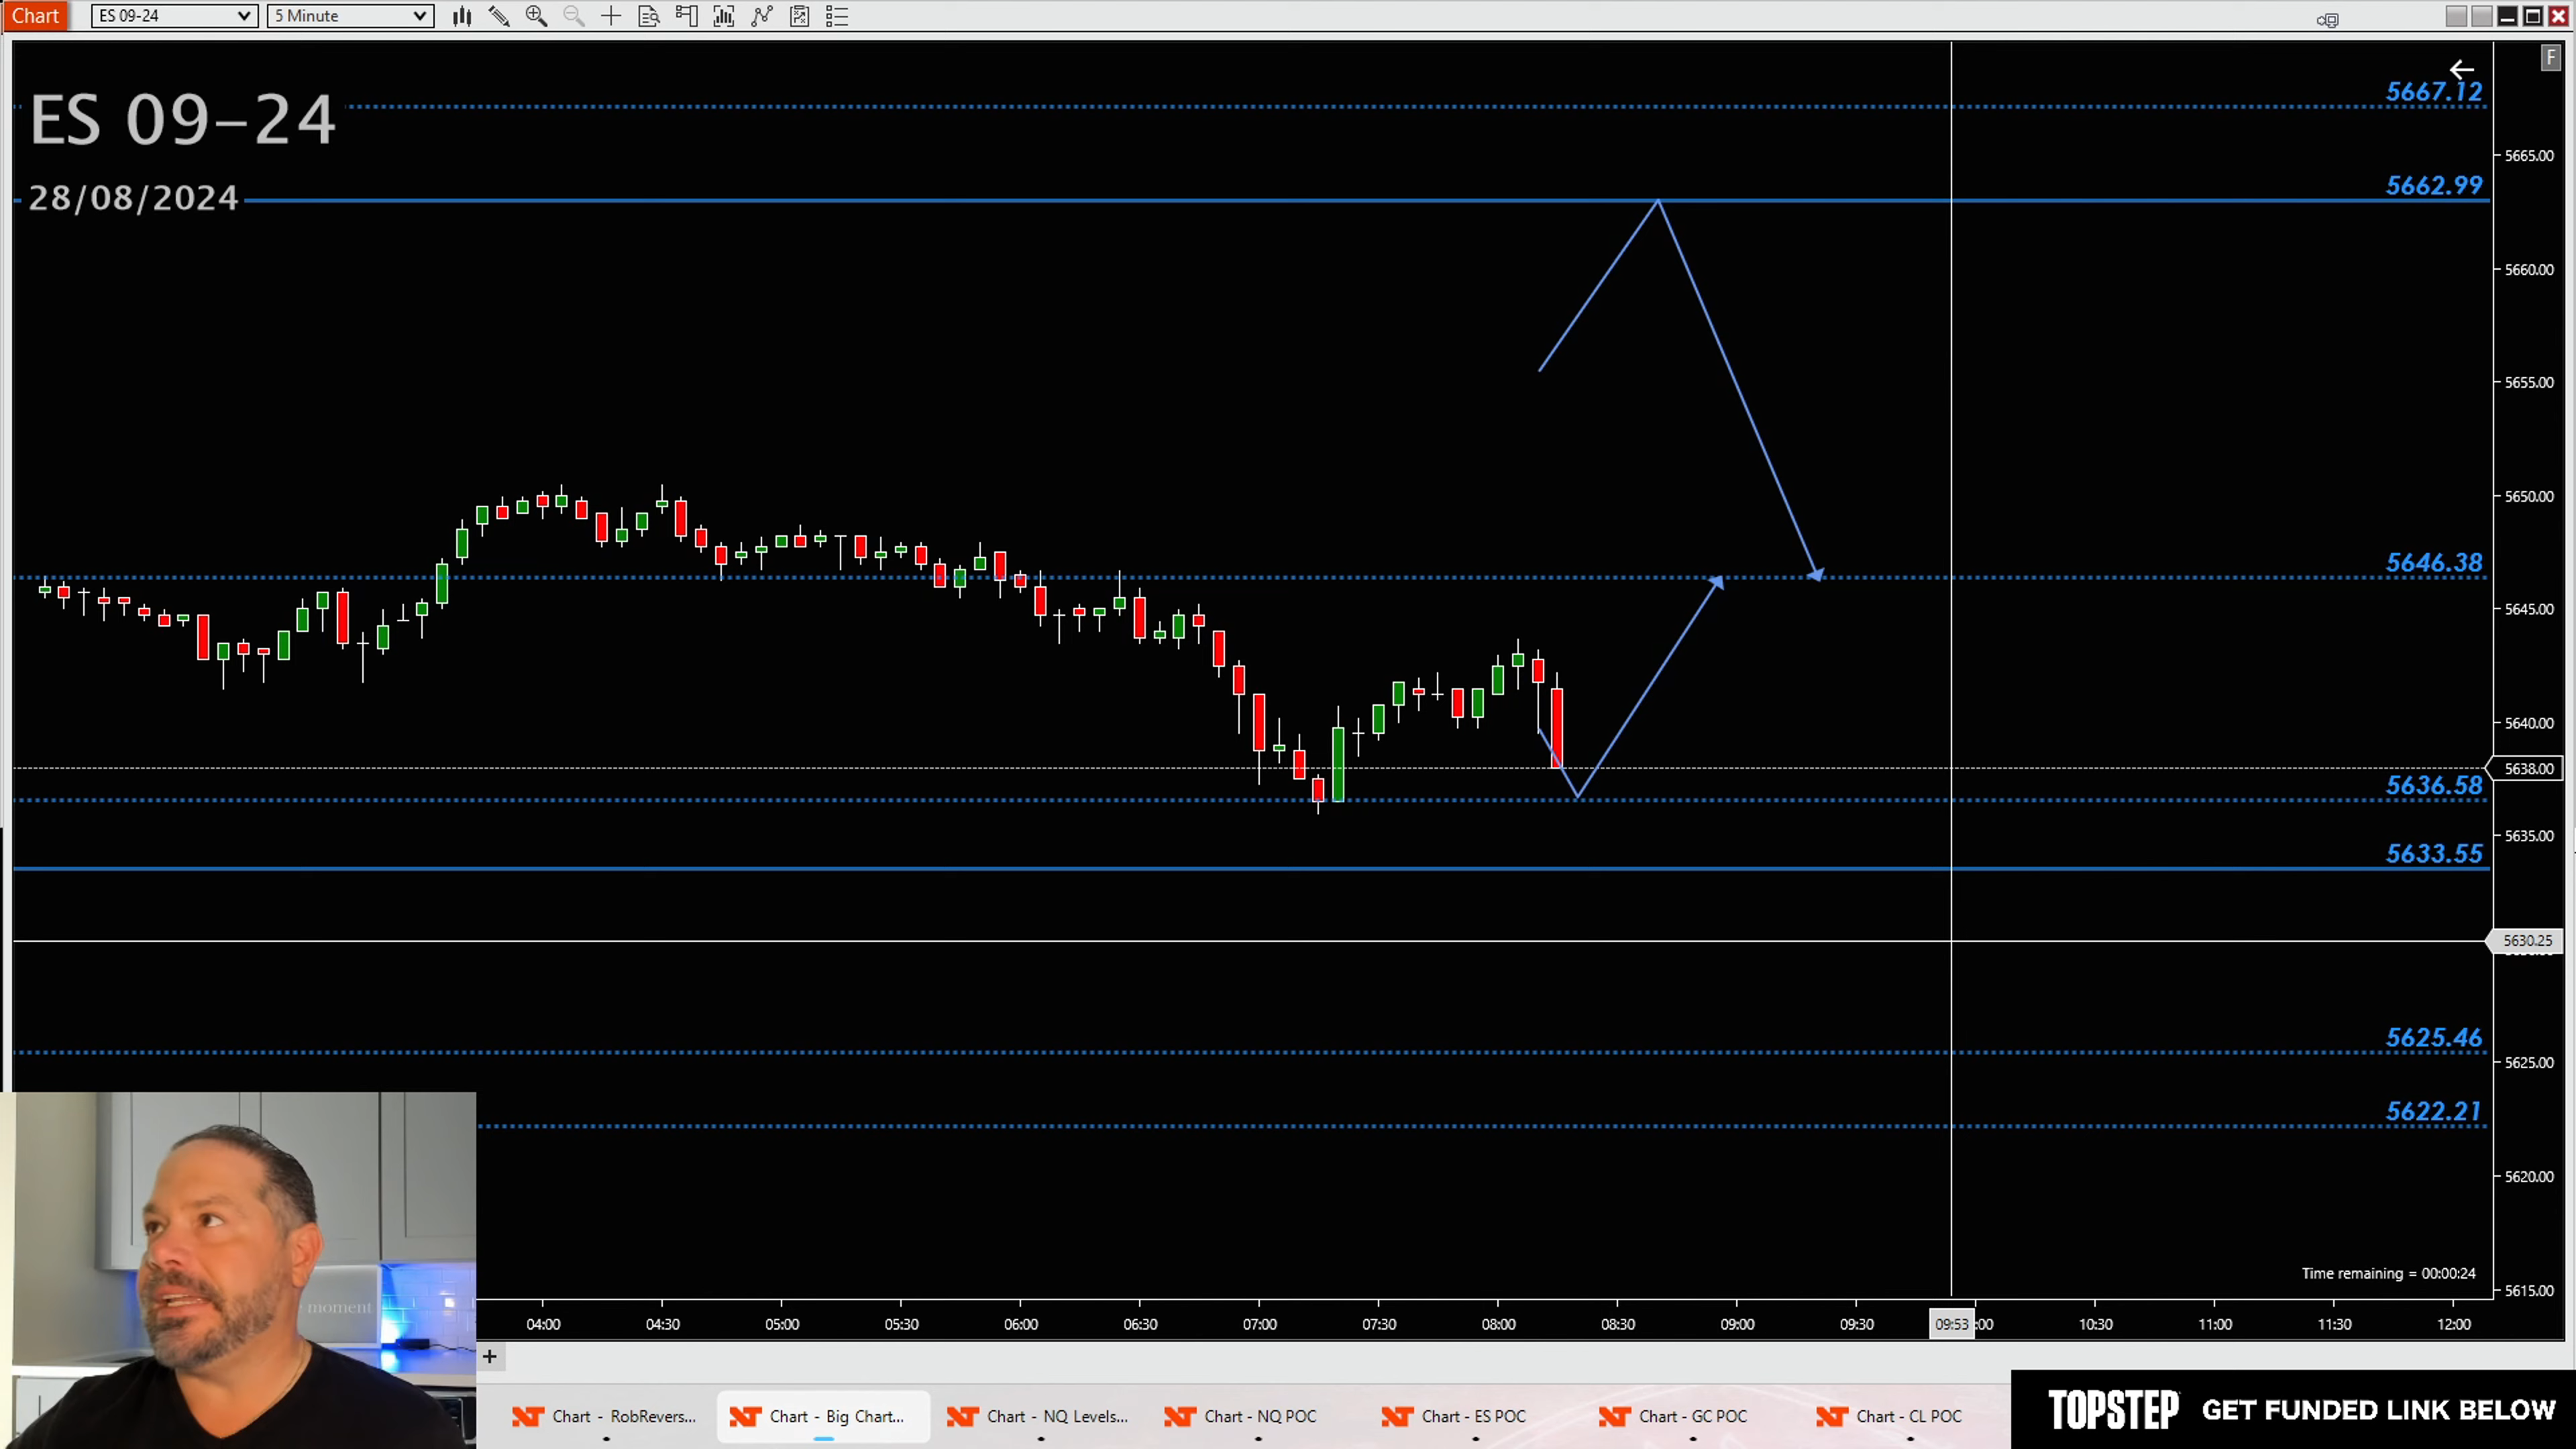 Chart ES 09-24 5 Minute
F
ES 09-24
28/08/2024
5667.12
5665.00
5662.99
5660.00
5655.00
5650.00
5646.38
5645.00
5640.00
5638.00
5636.58
5635.00
5633.55
5630.25
5625.46
5625.00
5622.21
5620.00
Time remaining = 00:00:24
5615.00
moment
04:00 04:30 05:00 05:30 06:00 06:30 07:00 07:30 08:00 08:30 09:00 09:30 09:53 :00 10:30 11:00 11:30 12:00
+
Chart - RobRevers... Chart - Big Chart... Chart - NQ Levels... Chart - NQ POC Chart - ES POC Chart - GC POC Chart - CL POC
TOPSTEP GET FUNDED LINK BELOW